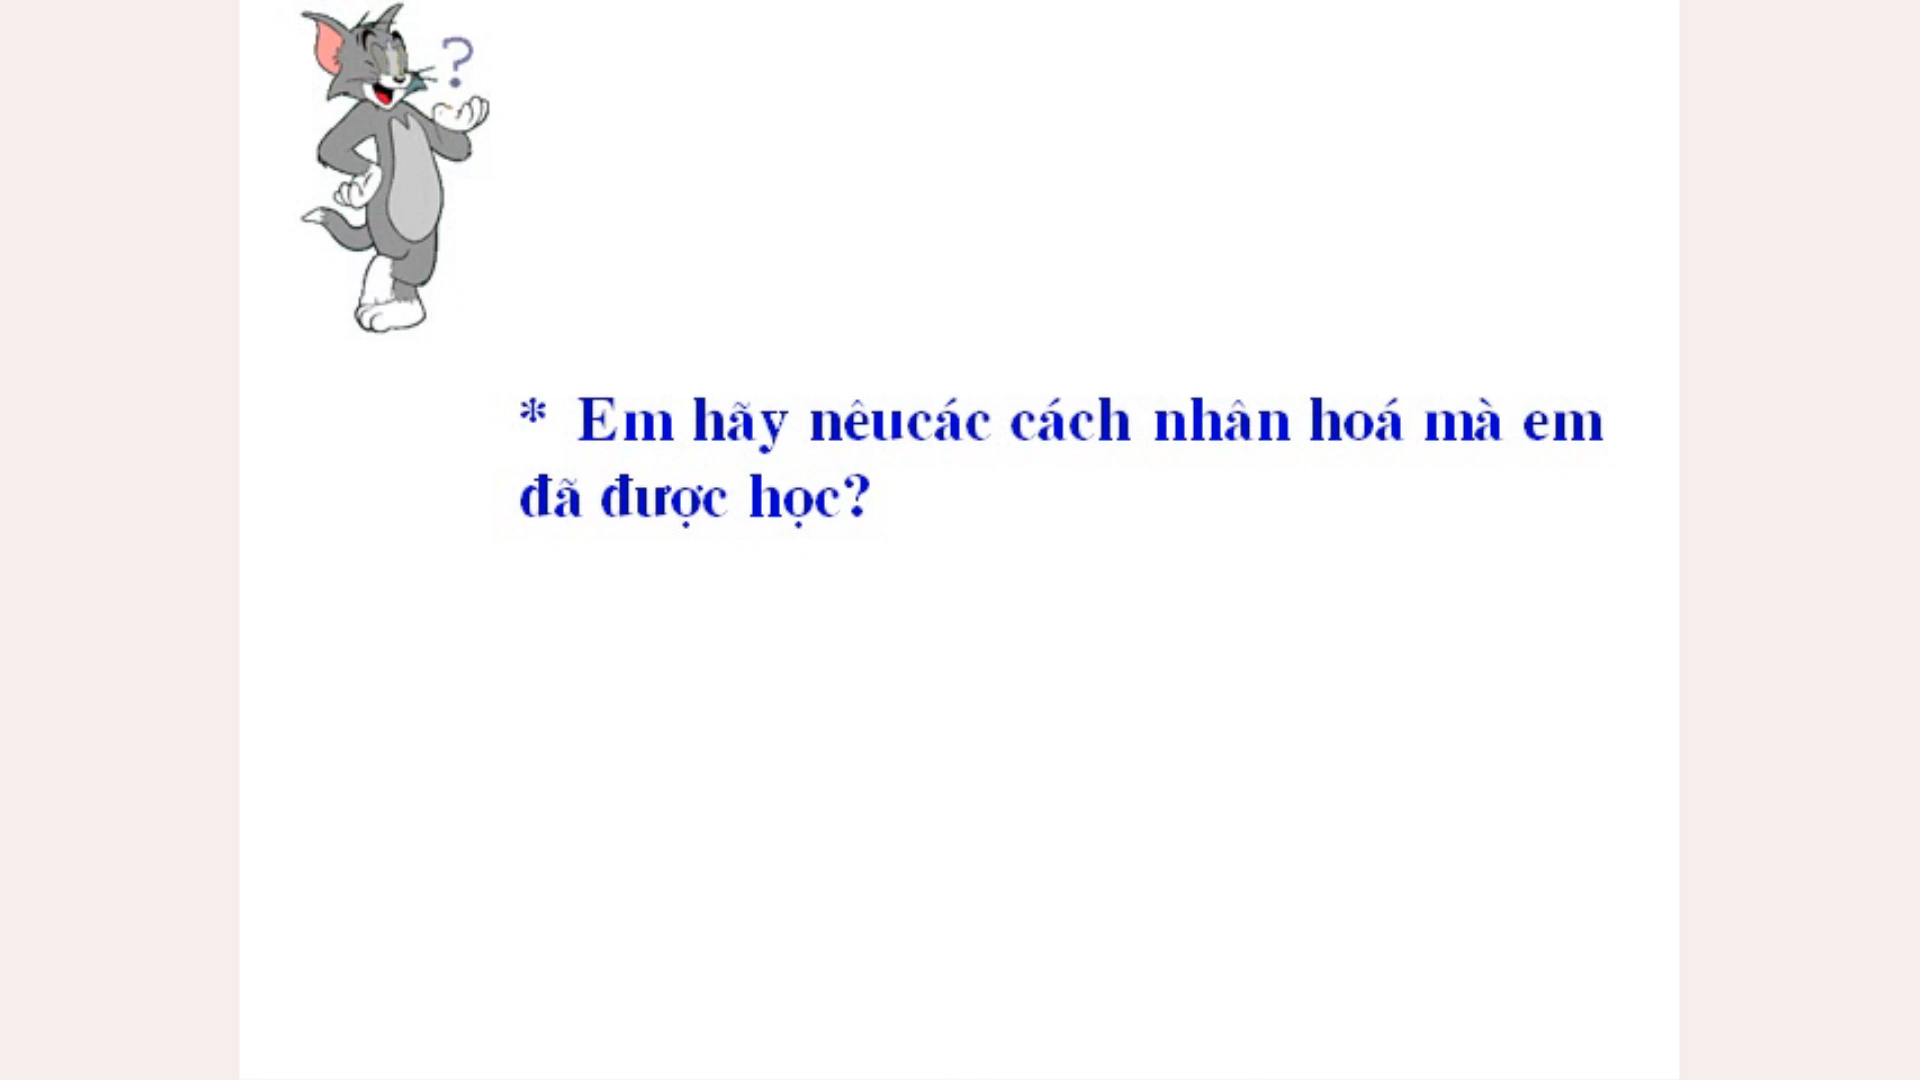 ?
* Em hãy nêucác cách nhân hoá mà em
đã được học?